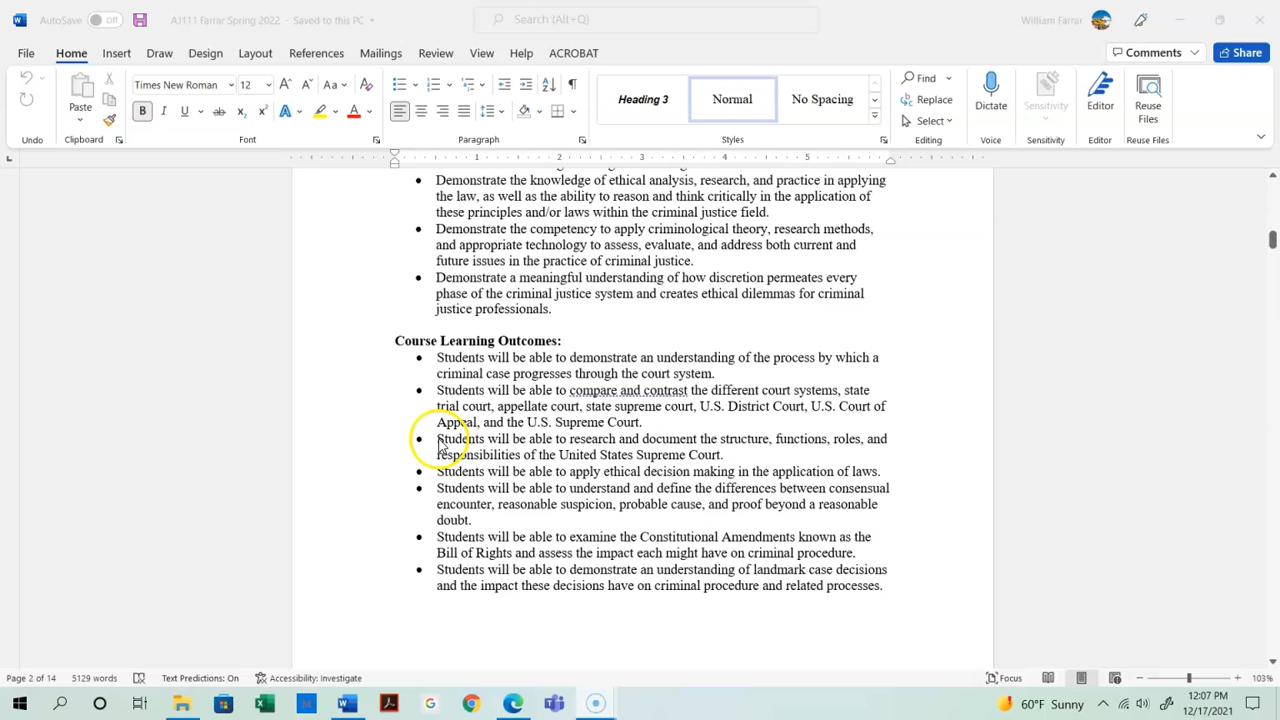 AutoSave Off AJ111 Farrar Spring 2022 - Saved to this PC Search (Alt+Q) William Farrar
File Home Insert Draw Design Layout References Mailings Review View Help ACROBAT Comments Share
Paste Times New Roman 12 Aa Heading 3 Normal No Spacing Find Replace Select Dictate Sensitivity Editor Reuse Files
Undo Clipboard Font Paragraph Styles Editing Voice Sensitivity Editor Reuse Files
1 2 3 4 5
• Demonstrate the knowledge of ethical analysis, research, and practice in applying
the law, as well as the ability to reason and think critically in the application of
these principles and/or laws within the criminal justice field.
• Demonstrate the competency to apply criminological theory, research methods,
and appropriate technology to assess, evaluate, and address both current and
future issues in the practice of criminal justice.
• Demonstrate a meaningful understanding of how discretion permeates every
phase of the criminal justice system and creates ethical dilemmas for criminal
justice professionals.
Course Learning Outcomes:
• Students will be able to demonstrate an understanding of the process by which a
criminal case progresses through the court system.
• Students will be able to compare and contrast the different court systems, state
trial court, appellate court, state supreme court, U.S. District Court, U.S. Court of
Appeal, and the U.S. Supreme Court.
• Students will be able to research and document the structure, functions, roles, and
responsibilities of the United States Supreme Court.
• Students will be able to apply ethical decision making in the application of laws.
• Students will be able to understand and define the differences between consensual
encounter, reasonable suspicion, probable cause, and proof beyond a reasonable
doubt.
• Students will be able to examine the Constitutional Amendments known as the
Bill of Rights and assess the impact each might have on criminal procedure.
• Students will be able to demonstrate an understanding of landmark case decisions
and the impact these decisions have on criminal procedure and related processes.
Page 2 of 14 5129 words Text Predictions: On Accessibility: Investigate Focus 103%
60°F Sunny 12:07 PM
12/17/2021